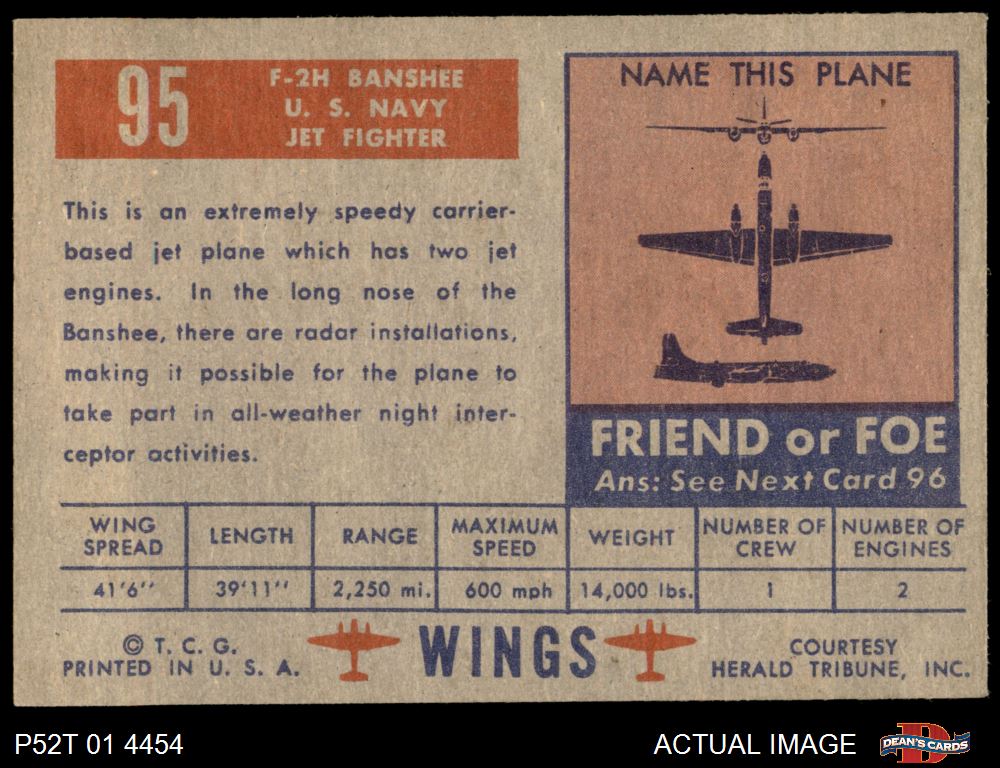 95
F-2H BANSHEE
U. S. NAVY
JET FIGHTER
This is an extremely speedy carrier-
based jet plane which has two jet
engines. In the long nose of the
Banshee, there are radar installations,
making it possible for the plane to
take part in all-weather night inter-
ceptor activities.
NAME THIS PLANE
FRIEND or FOE
Ans: See Next Card 96
WING SPREAD LENGTH RANGE MAXIMUM SPEED WEIGHT NUMBER OF CREW NUMBER OF ENGINES
41'6'' 39'11'' 2,250 mi. 600 mph 14,000 lbs. 1 2
© T. C. G.
PRINTED IN U. S. A.
WINGS
COURTESY
HERALD TRIBUNE, INC.
P52T 01 4454
ACTUAL IMAGE
D
DEAN'S CARDS